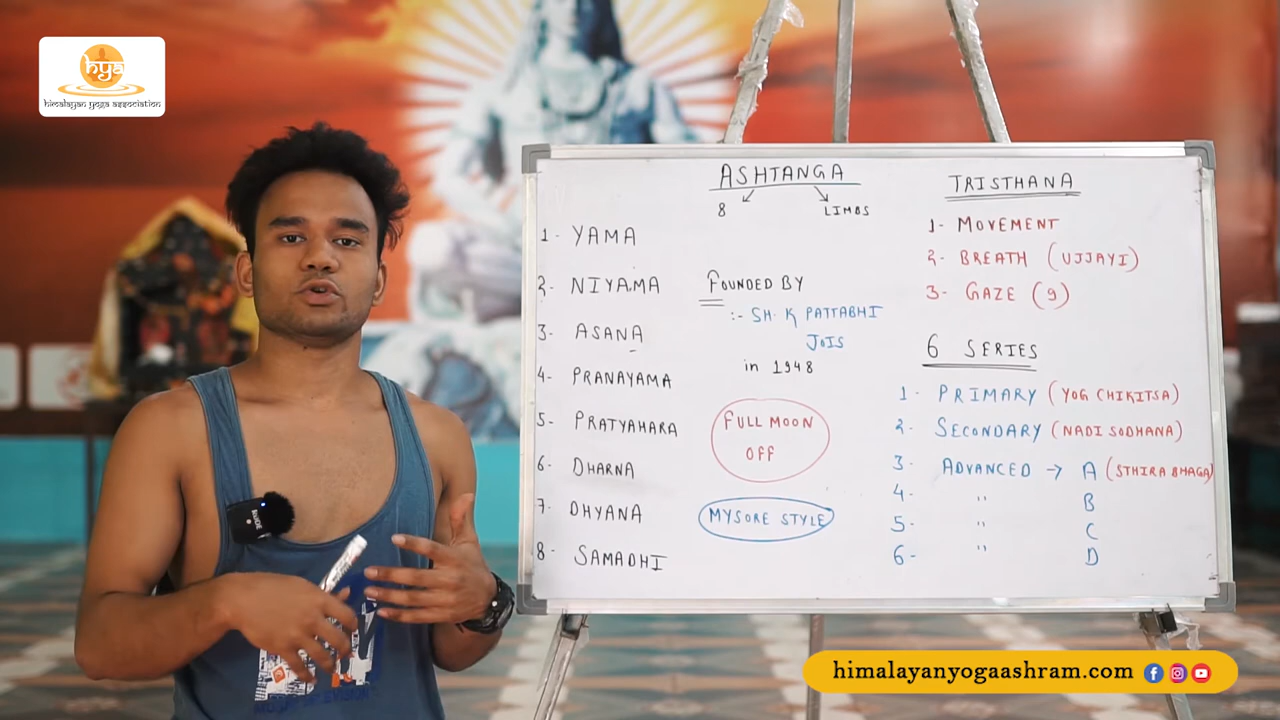 hya
himalayan yoga association
ASHTANGA
8 LIMBS
1- YAMA
2- NIYAMA
3- ASANA
4- PRANAYAMA
5- PRATYAHARA
6- DHARNA
7- DHYANA
8- SAMADHI
FOUNDED BY
:- SH. K PATTABHI
JOIS
in 1948
FULL MOON
OFF
MYSORE STYLE
TRISTHANA
1- MOVEMENT
2- BREATH (UJJAYI)
3- GAZE (9)
6 SERIES
1- PRIMARY (YOG CHIKITSA)
2- SECONDARY (NADI SODHANA)
3- ADVANCED → A (STHIRA BHAGA)
4- " B
5- " C
6- " D
himalayanyogaashram.com